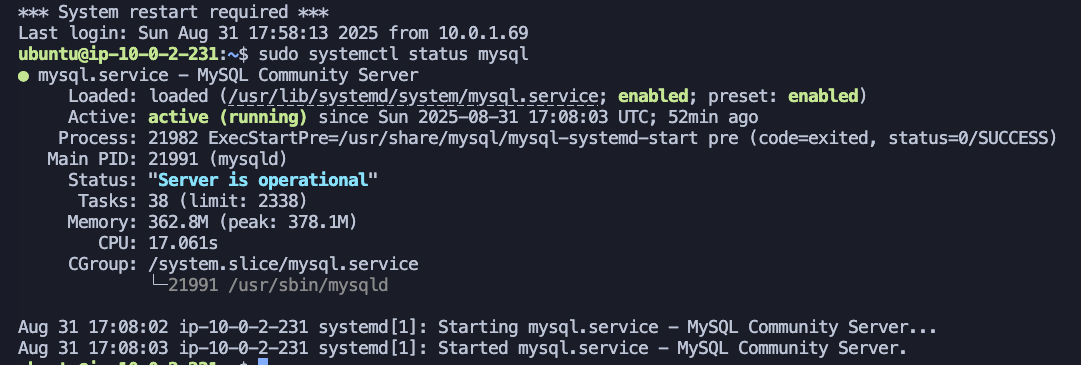 *** System restart required ***
Last login: Sun Aug 31 17:58:13 2025 from 10.0.1.69
ubuntu@ip-10-0-2-231:~$ sudo systemctl status mysql
● mysql.service - MySQL Community Server
     Loaded: loaded (/usr/lib/systemd/system/mysql.service; enabled; preset: enabled)
     Active: active (running) since Sun 2025-08-31 17:08:03 UTC; 52min ago
    Process: 21982 ExecStartPre=/usr/share/mysql/mysql-systemd-start pre (code=exited, status=0/SUCCESS)
   Main PID: 21991 (mysqld)
     Status: "Server is operational"
      Tasks: 38 (limit: 2338)
     Memory: 362.8M (peak: 378.1M)
        CPU: 17.061s
     CGroup: /system.slice/mysql.service
             └─21991 /usr/sbin/mysqld

Aug 31 17:08:02 ip-10-0-2-231 systemd[1]: Starting mysql.service - MySQL Community Server...
Aug 31 17:08:03 ip-10-0-2-231 systemd[1]: Started mysql.service - MySQL Community Server.
ubuntu@ip-10-0-2-231:~$